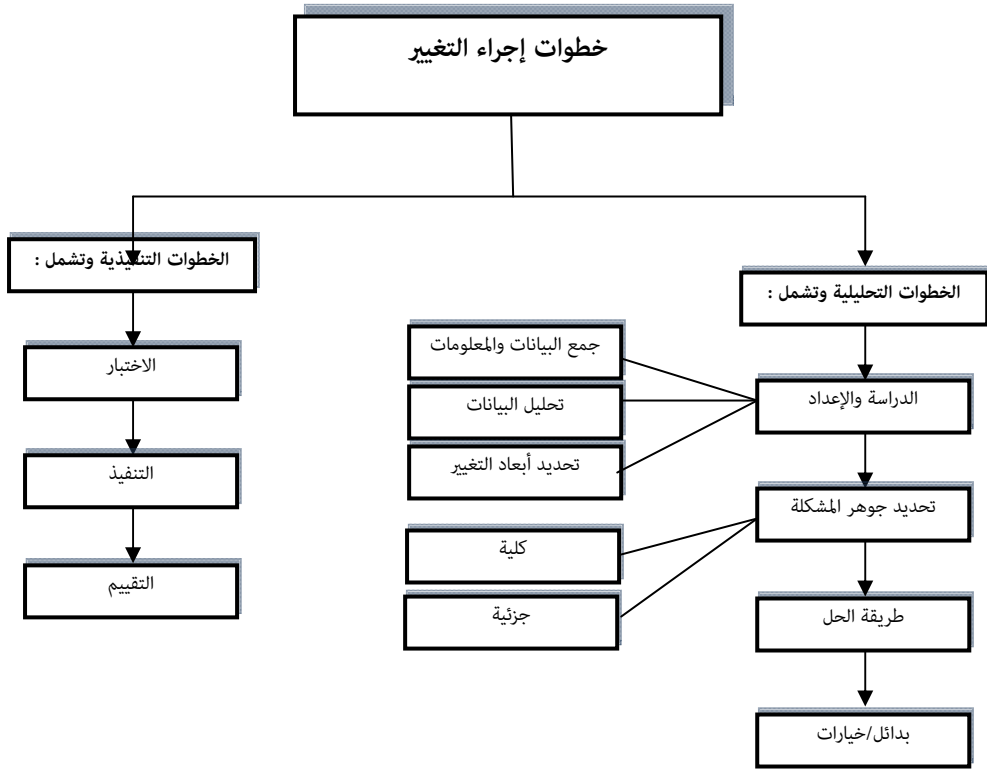 خطوات إجراء التغيير
الخطوات التحليلية وتشمل :
الدراسة والإعداد
جمع البيانات والمعلومات
تحليل البيانات
تحديد أبعاد التغيير
تحديد جوهر المشكلة
كلية
جزئية
طريقة الحل
بدائل/خيارات
الخطوات التنفيذية وتشمل :
الاختبار
التنفيذ
التقييم